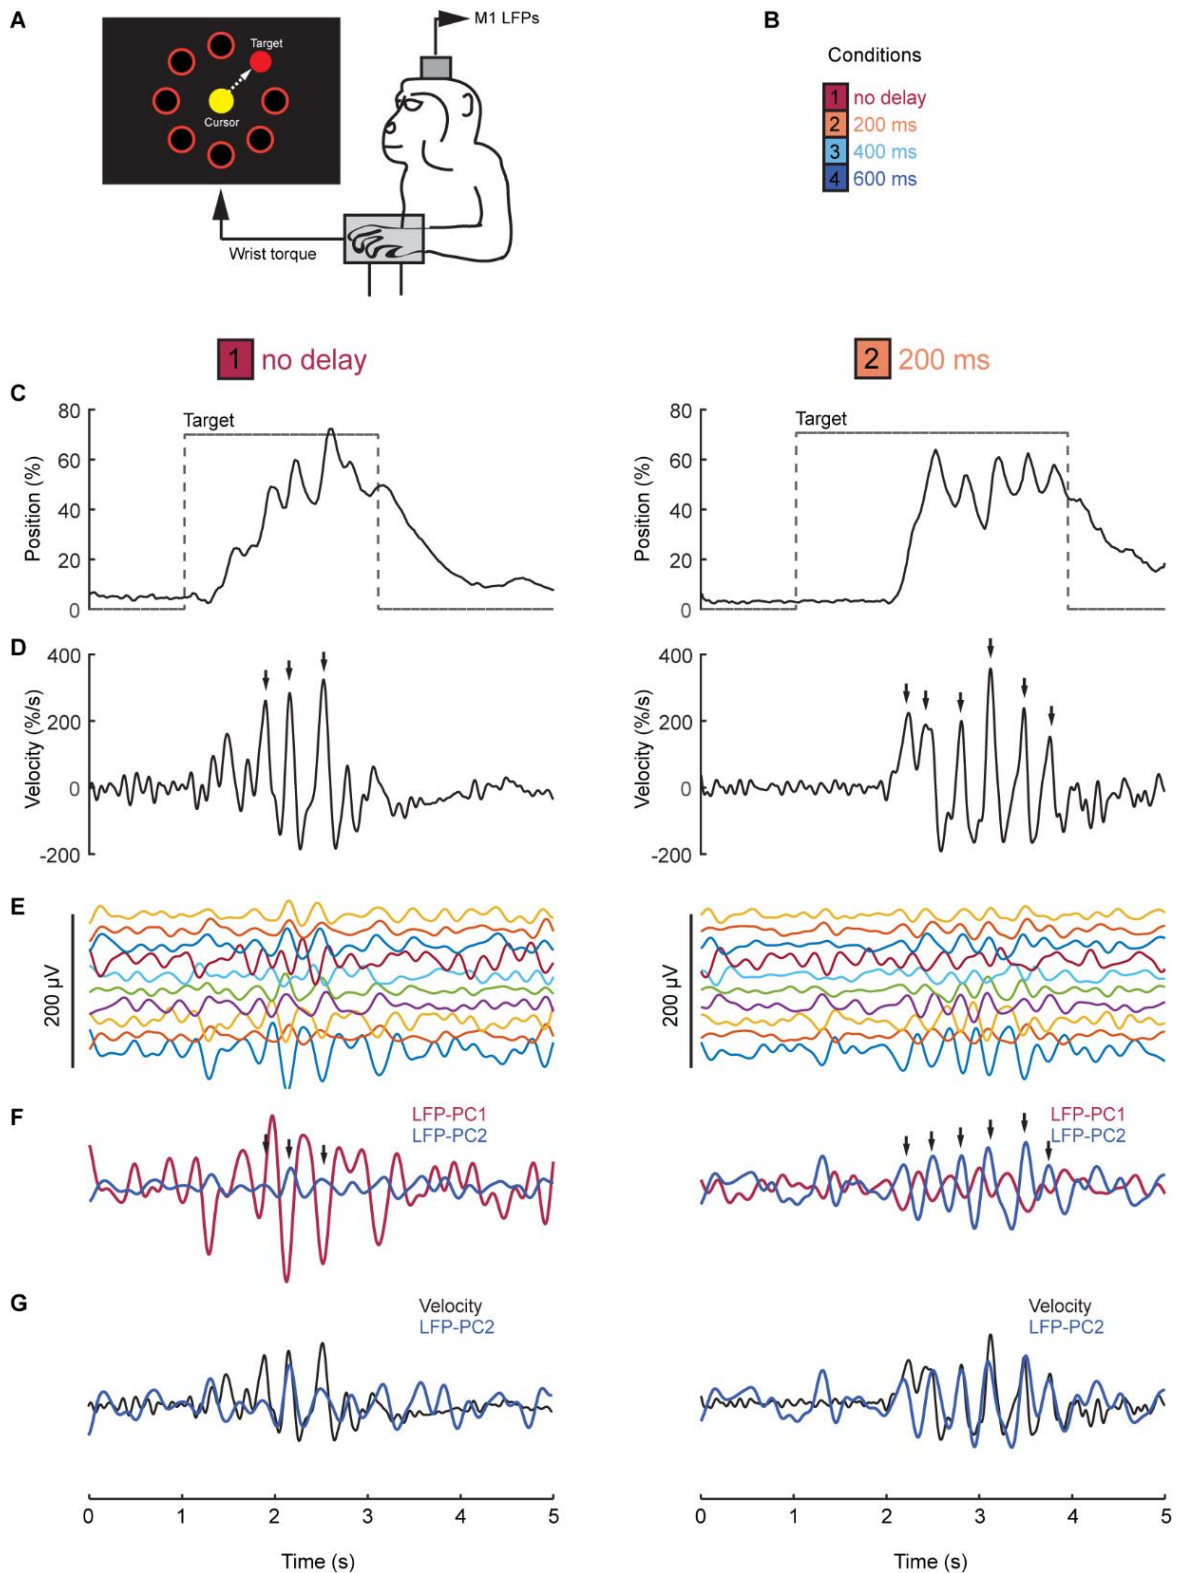 A
M1 LFPs
Target
Cursor
Wrist torque
B
Conditions
1 no delay
2 200 ms
3 400 ms
4 600 ms
1 no delay
2 200 ms
C
80
60
40
20
0
Position (%)
Target
80
60
40
20
0
Position (%)
Target
D
400
200
0
-200
Velocity (%/s)
400
200
0
-200
Velocity (%/s)
E
200 µV
200 µV
F
LFP-PC1
LFP-PC2
LFP-PC1
LFP-PC2
G
Velocity
LFP-PC2
Velocity
LFP-PC2
0 1 2 3 4 5
Time (s)
0 1 2 3 4 5
Time (s)